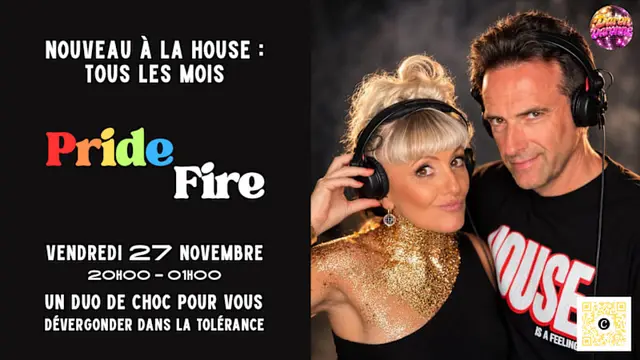 NOUVEAU À LA HOUSE :
TOUS LES MOIS
Pride
Fire
VENDREDI 27 NOVEMBRE
20H00 – 01H00
UN DUO DE CHOC POUR VOUS
DÉVERGONDER DANS LA TOLÉRANCE
HOUSE
IS A FEELING
C